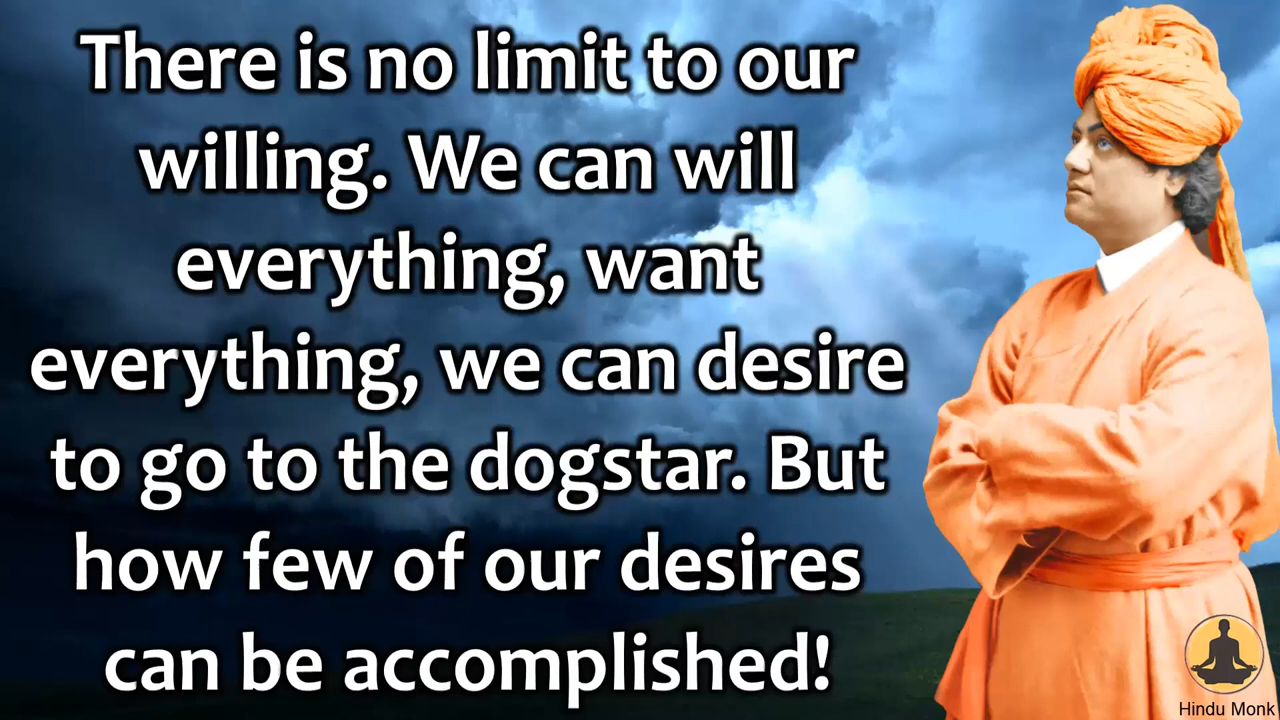 There is no limit to our
willing. We can will
everything, want
everything, we can desire
to go to the dogstar. But
how few of our desires
can be accomplished!
Hindu Monk